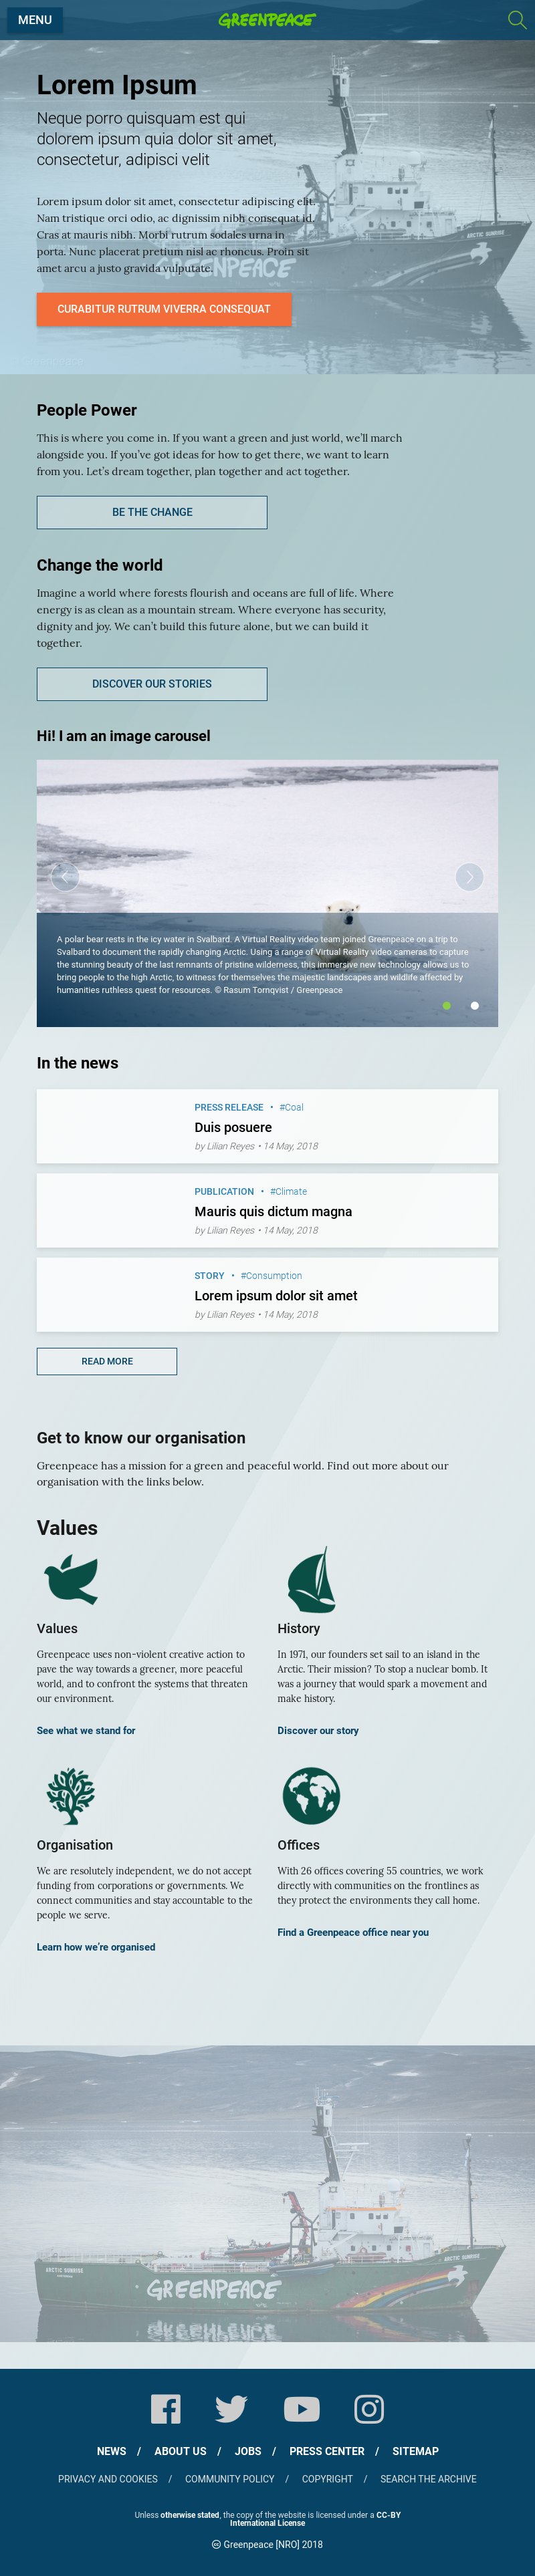 MENU
GREENPEACE
Lorem Ipsum
Neque porro quisquam est qui
dolorem ipsum quia dolor sit amet,
consectetur, adipisci velit
Lorem ipsum dolor sit amet, consectetur adipiscing elit.
Nam tristique orci odio, ac dignissim nibh consequat id.
Cras at mauris nibh. Morbi rutrum sodales urna in
porta. Nunc placerat pretium nisl ac rhoncus. Proin sit
amet arcu a justo gravida vulputate.
ARCTIC SUNRISE
GREENPEACE
CURABITUR RUTRUM VIVERRA CONSEQUAT
People Power
This is where you come in. If you want a green and just world, we’ll march
alongside you. If you’ve got ideas for how to get there, we want to learn
from you. Let’s dream together, plan together and act together.
BE THE CHANGE
Change the world
Imagine a world where forests flourish and oceans are full of life. Where
energy is as clean as a mountain stream. Where everyone has security,
dignity and joy. We can’t build this future alone, but we can build it
together.
DISCOVER OUR STORIES
Hi! I am an image carousel
A polar bear rests in the icy water in Svalbard. A Virtual Reality video team joined Greenpeace on a trip to
Svalbard to document the rapidly changing Arctic. Using a range of Virtual Reality video cameras to capture
the stunning beauty of the last remnants of pristine wilderness, this immersive new technology allows us to
bring people to the high Arctic, to witness for themselves the majestic landscapes and wildlife affected by
humanities ruthless quest for resources. © Rasum Tornqvist / Greenpeace
In the news
PRESS RELEASE • #Coal
Duis posuere
by Lilian Reyes • 14 May, 2018
PUBLICATION • #Climate
Mauris quis dictum magna
by Lilian Reyes • 14 May, 2018
STORY • #Consumption
Lorem ipsum dolor sit amet
by Lilian Reyes • 14 May, 2018
READ MORE
Get to know our organisation
Greenpeace has a mission for a green and peaceful world. Find out more about our
organisation with the links below.
Values
Values
Greenpeace uses non-violent creative action to
pave the way towards a greener, more peaceful
world, and to confront the systems that threaten
our environment.
See what we stand for
History
In 1971, our founders set sail to an island in the
Arctic. Their mission? To stop a nuclear bomb. It
was a journey that would spark a movement and
make history.
Discover our story
Organisation
We are resolutely independent, we do not accept
funding from corporations or governments. We
connect communities and stay accountable to the
people we serve.
Learn how we’re organised
Offices
With 26 offices covering 55 countries, we work
directly with communities on the frontlines as
they protect the environments they call home.
Find a Greenpeace office near you
ARCTIC SUNRISE
ARCTIC SUNRISE
GREENPEACE
NEWS / ABOUT US / JOBS / PRESS CENTER / SITEMAP
PRIVACY AND COOKIES / COMMUNITY POLICY / COPYRIGHT / SEARCH THE ARCHIVE
Unless otherwise stated, the copy of the website is licensed under a CC-BY
International License
Greenpeace [NRO] 2018